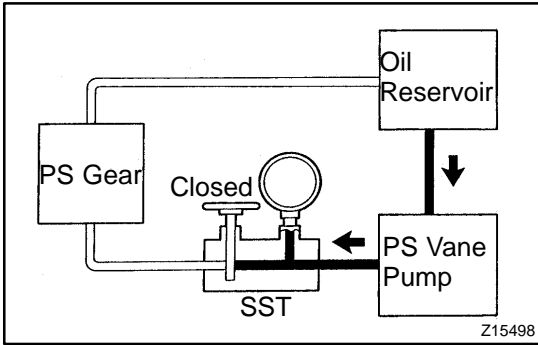 Oil
Reservoir
PS Gear
Closed
PS Vane
Pump
SST
Z15498